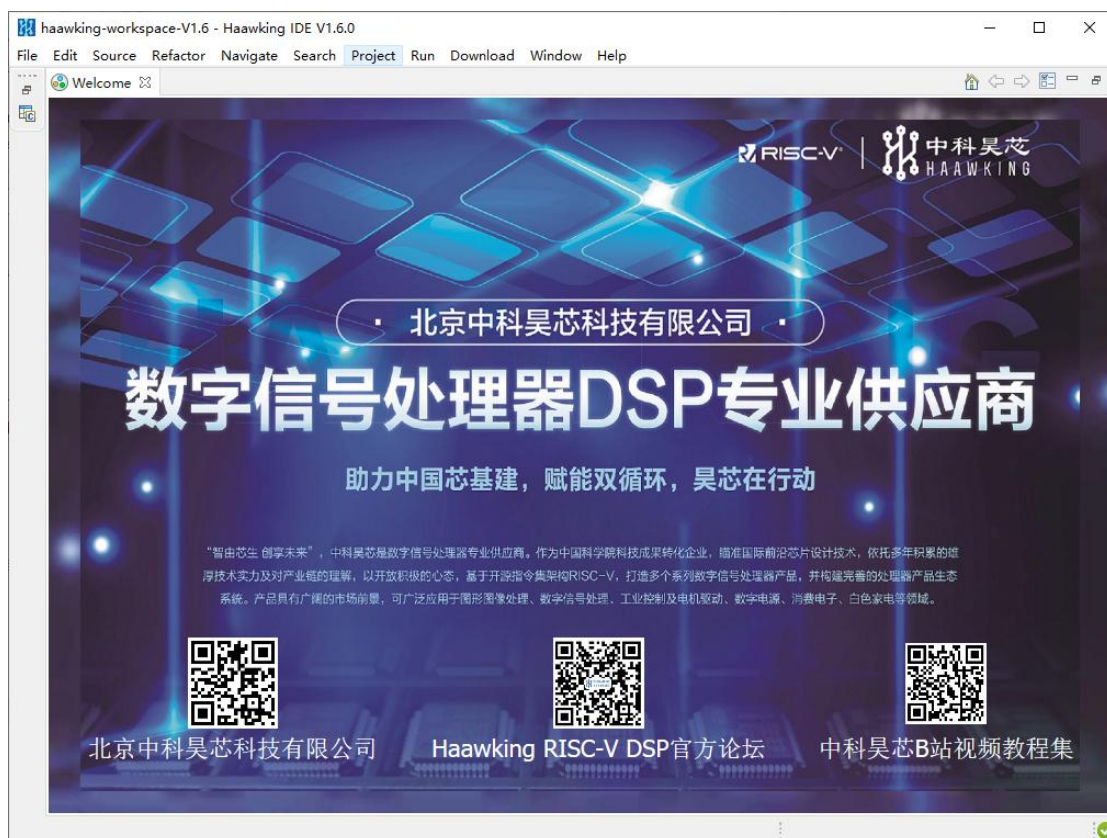 haawking-workspace-V1.6 - Haawking IDE V1.6.0
File Edit Source Refactor Navigate Search Project Run Download Window Help
Welcome
RISC-V®
中科昊芯
HAAWKING
· 北京中科昊芯科技有限公司 ·
数字信号处理器DSP专业供应商
助力中国芯基建，赋能双循环，昊芯在行动
“智由芯生 创享未来”，中科昊芯是数字信号处理器专业供应商。作为中国科学院科技成果转化企业，瞄准国际前沿芯片设计技术，依托多年积累的雄
厚技术实力及对产业链的理解，以开放积极的心态，基于开源指令集架构RISC-V，打造多个系列数字信号处理器产品，并构建完善的处理器产品生态
系统。产品具有广阔的市场前景，可广泛应用于图形图像处理、数字信号处理、工业控制及电机驱动、数字电源、消费电子、白色家电等领域。
北京中科昊芯科技有限公司
Haawking RISC-V DSP官方论坛
中科昊芯B站视频教程集